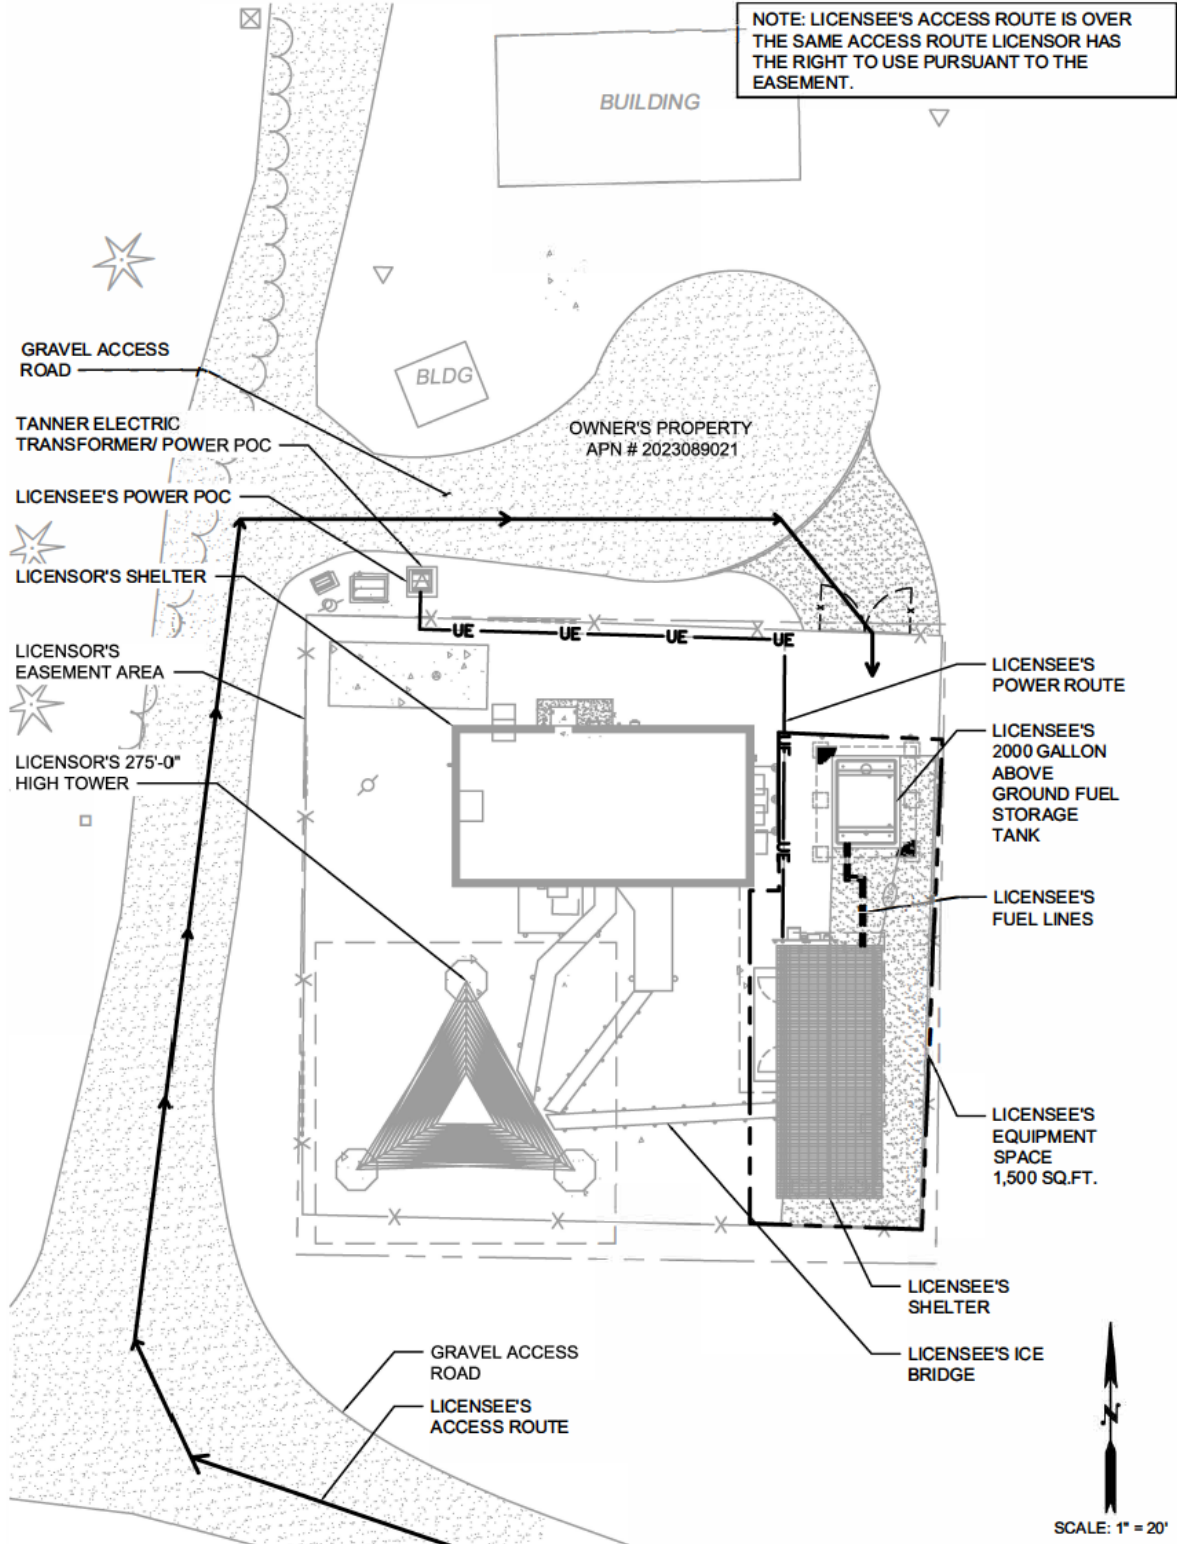 NOTE: LICENSEE'S ACCESS ROUTE IS OVER
THE SAME ACCESS ROUTE LICENSOR HAS
THE RIGHT TO USE PURSUANT TO THE
EASEMENT.
BUILDING
GRAVEL ACCESS
ROAD
BLDG
TANNER ELECTRIC
TRANSFORMER/ POWER POC
OWNER'S PROPERTY
APN # 2023089021
LICENSEE'S POWER POC
LICENSOR'S SHELTER
UE
UE
UE
UE
LICENSOR'S
EASEMENT AREA
LICENSEE'S
POWER ROUTE
LICENSOR'S 275'-0"
HIGH TOWER
UE
UE
LICENSEE'S
2000 GALLON
ABOVE
GROUND FUEL
STORAGE
TANK
LICENSEE'S
FUEL LINES
LICENSEE'S
EQUIPMENT
SPACE
1,500 SQ.FT.
LICENSEE'S
SHELTER
LICENSEE'S ICE
BRIDGE
GRAVEL ACCESS
ROAD
LICENSEE'S
ACCESS ROUTE
N
SCALE: 1" = 20'